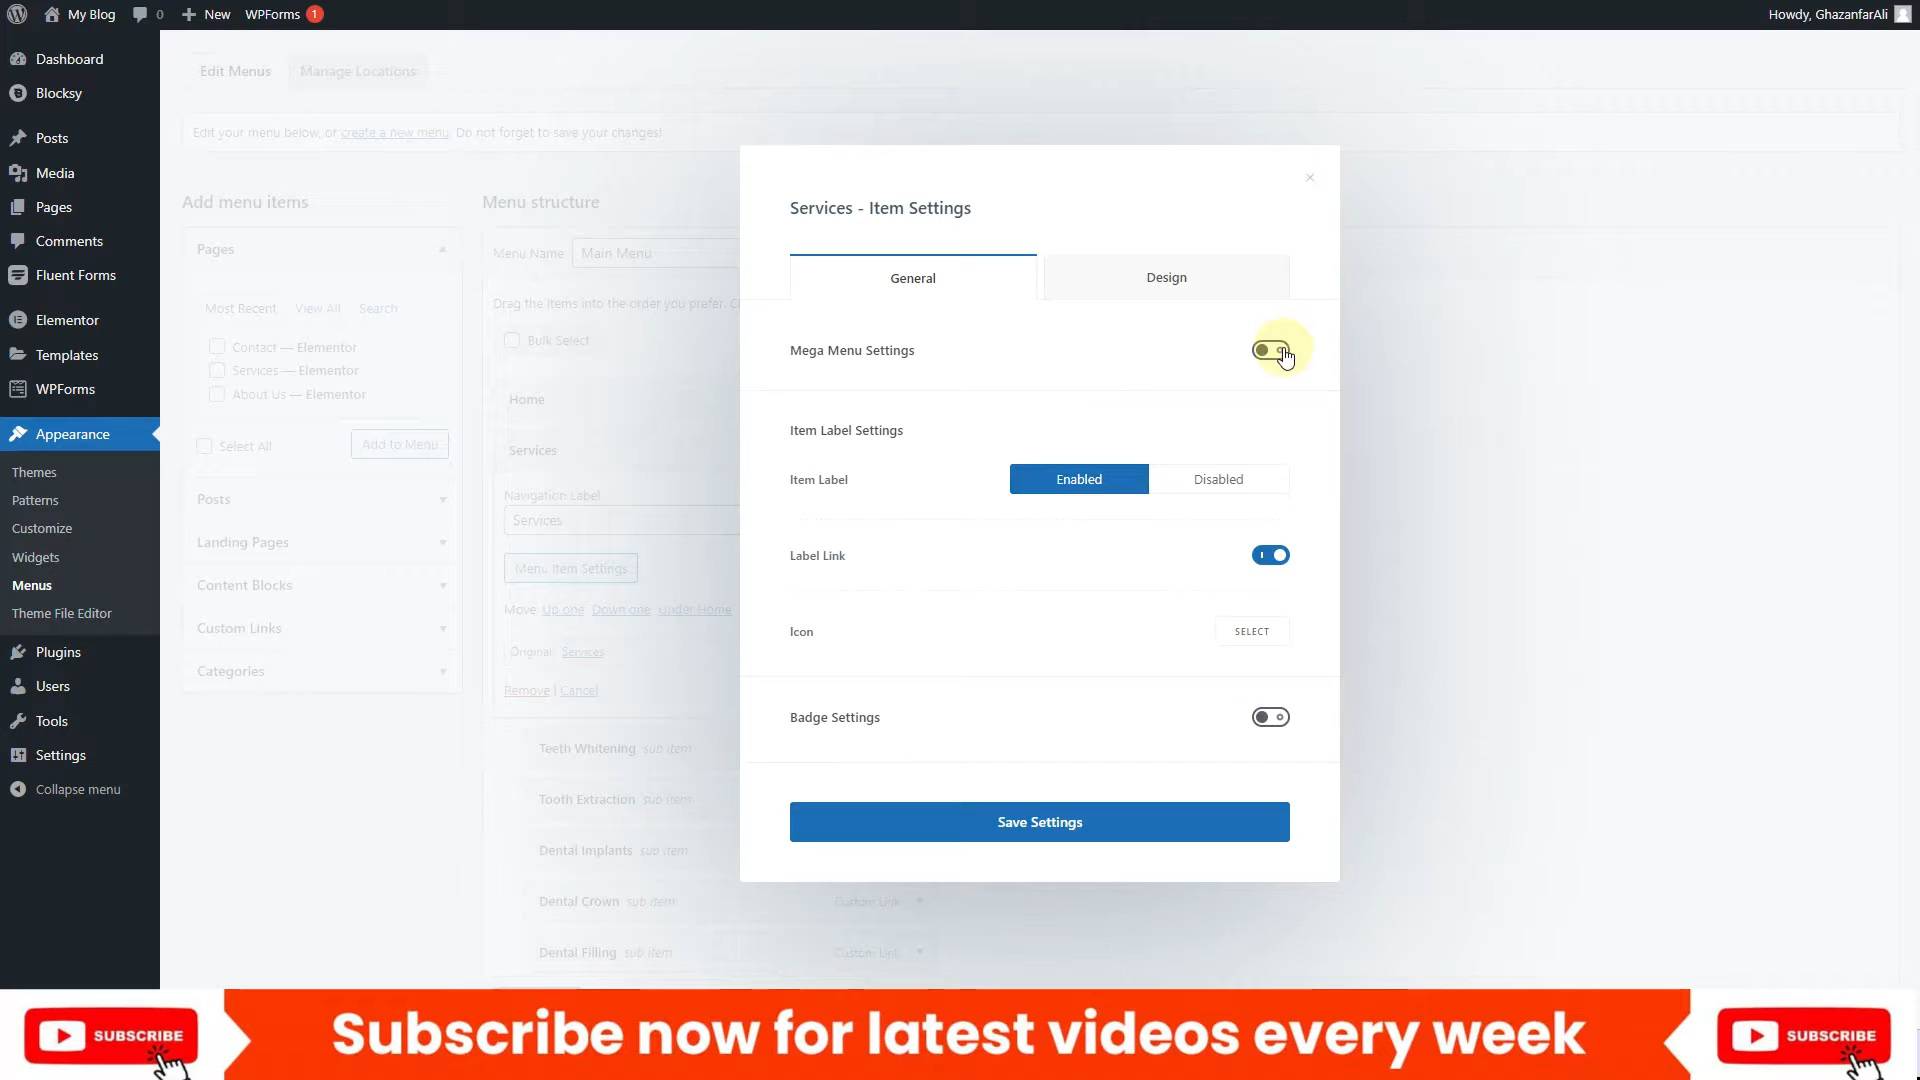 My Blog
0
New
WPForms
1
Howdy, GhazanfarAli
Dashboard
Blocksy
Posts
Media
Pages
Comments
Fluent Forms
Elementor
Templates
WPForms
Appearance
Themes
Patterns
Customize
Widgets
Menus
Theme File Editor
Plugins
Users
Tools
Settings
Collapse menu
Edit Menus
Manage Locations
Edit your menu below, or create a new menu. Do not forget to save your changes!
Add menu items
Pages
Most Recent
View All
Search
Contact — Elementor
Services — Elementor
About Us — Elementor
Select All
Add to Menu
Posts
Landing Pages
Content Blocks
Custom Links
Categories
Menu structure
Menu Name
Main Menu
Drag the items into the order you prefer.
Bulk Select
Home
Services
Navigation Label
Services
Menu Item Settings
Move Up one Down one Under Home
Original: Services
Remove | Cancel
Teeth Whitening sub item
Tooth Extraction sub item
Dental Implants sub item
Dental Crown sub item
Custom Link
Dental Filling sub item
Custom Link
×
Services - Item Settings
General
Design
Mega Menu Settings
Item Label Settings
Item Label
Enabled
Disabled
Label Link
Icon
SELECT
Badge Settings
Save Settings
SUBSCRIBE
Subscribe now for latest videos every week
SUBSCRIBE